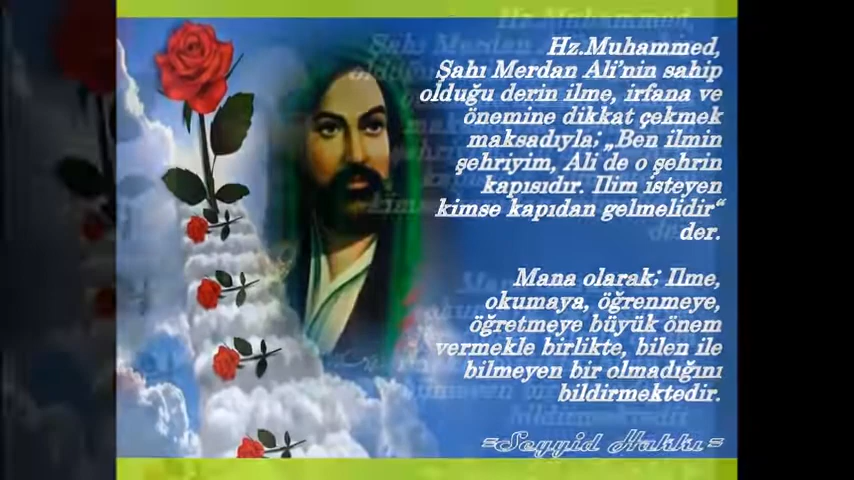 Hz.Muhammed,
Şahı Merdan Ali'nin sahip
olduğu derin ilme, irfana ve
önemine dikkat çekmek
maksadıyla; „Ben ilmin
şehriyim, Ali de o şehrin
kapısıdır. Ilim isteyen
kimse kapıdan gelmelidir“
der.
Mana olarak; Ilme,
okumaya, öğrenmeye,
öğretmeye büyük önem
vermekle birlikte, bilen ile
bilmeyen bir olmadığını
bildirmektedir.
=Seyyid Hakkı=